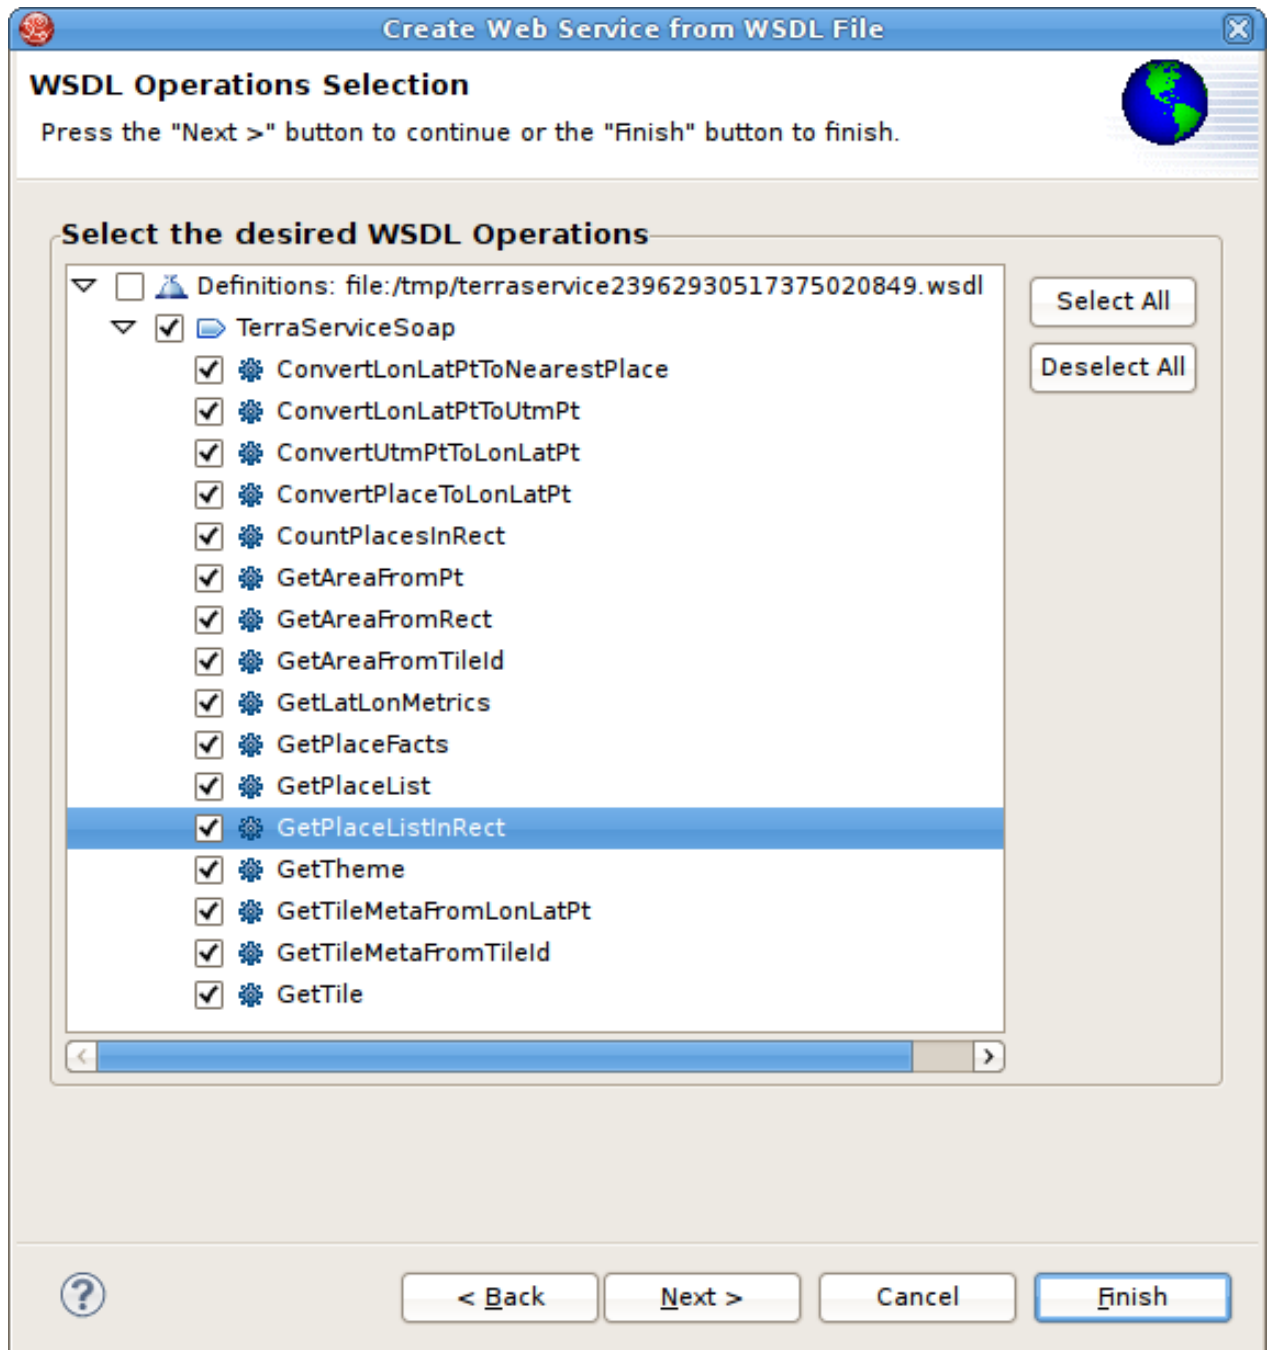 Create Web Service from WSDL File
WSDL Operations Selection
Press the "Next >" button to continue or the "Finish" button to finish.
Select the desired WSDL Operations
Definitions: file:/tmp/terraservice23962930517375020849.wsdl
Select All
TerraServiceSoap
ConvertLonLatPtToNearestPlace
Deselect All
ConvertLonLatPtToUtmPt
ConvertUtmPtToLonLatPt
ConvertPlaceToLonLatPt
CountPlacesInRect
GetAreaFromPt
GetAreaFromRect
GetAreaFromTileId
GetLatLonMetrics
GetPlaceFacts
GetPlaceList
GetPlaceListInRect
GetTheme
GetTileMetaFromLonLatPt
GetTileMetaFromTileId
GetTile
? < Back Next > Cancel Finish